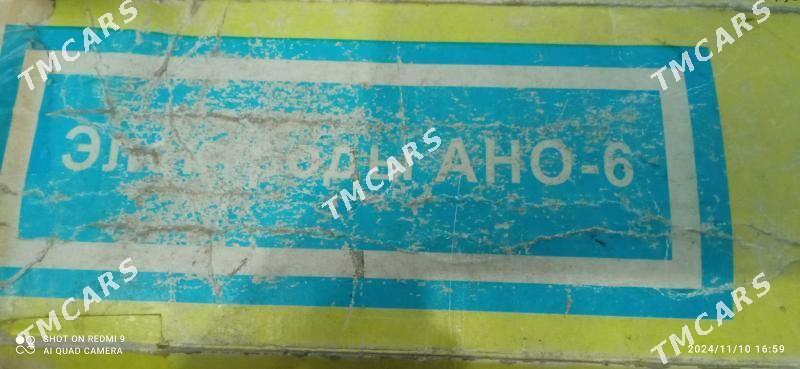 TMCARS
TMCARS
TMCARS
Электроды АНО-6
TMCARS
TMCARS
TMCARS
SHOT ON REDMI 9
AI QUAD CAMERA
2024/11/10 16:59